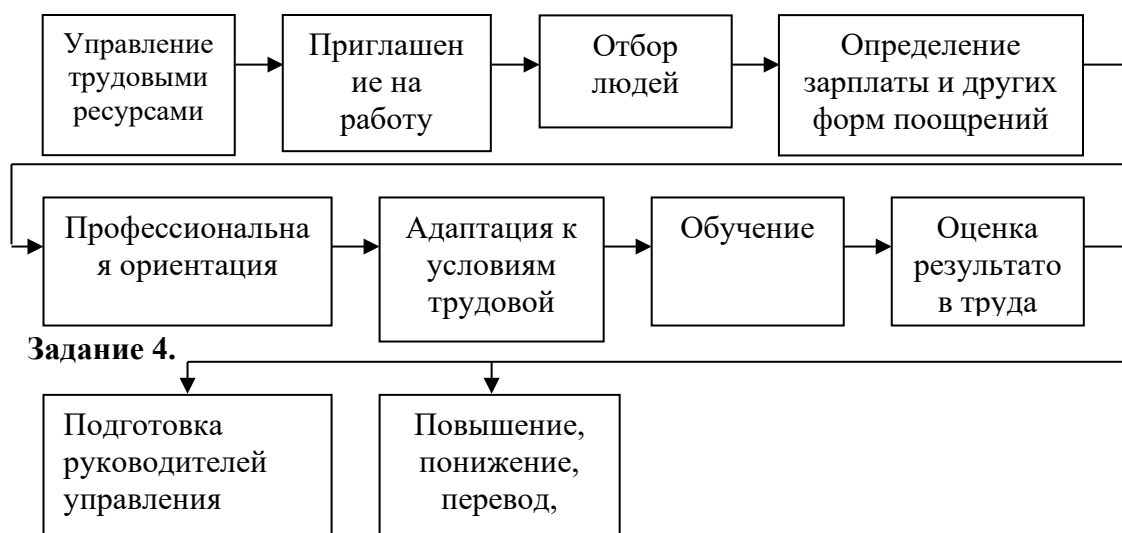 Управление
трудовыми
ресурсами
Приглашен
ие на
работу
Отбор
людей
Определение
зарплаты и других
форм поощрений
Профессиональна
я ориентация
Адаптация к
условиям
трудовой
Обучение
Оценка
результато
в труда
Задание 4.
Подготовка
руководителей
управления
Повышение,
понижение,
перевод,